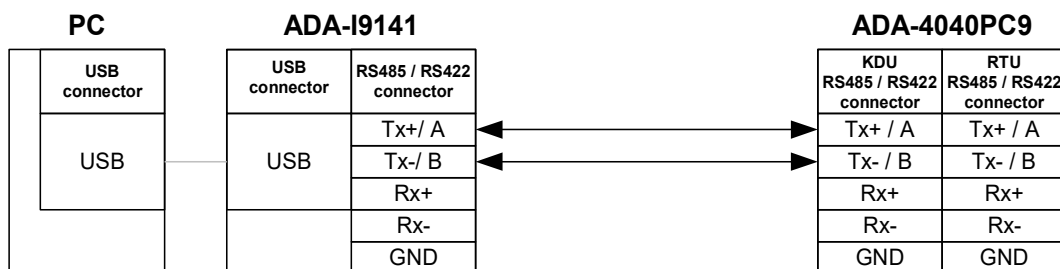 PC
ADA-I9141
ADA-4040PC9
USB
connector
USB
connector
RS485 / RS422
connector
KDU
RS485 / RS422
connector
RTU
RS485 / RS422
connector
USB
USB
Tx+/ A
Tx-/ B
Rx+
Rx-
GND
Tx+ / A
Tx+ / A
Tx- / B
Tx- / B
Rx+
Rx+
Rx-
Rx-
GND
GND